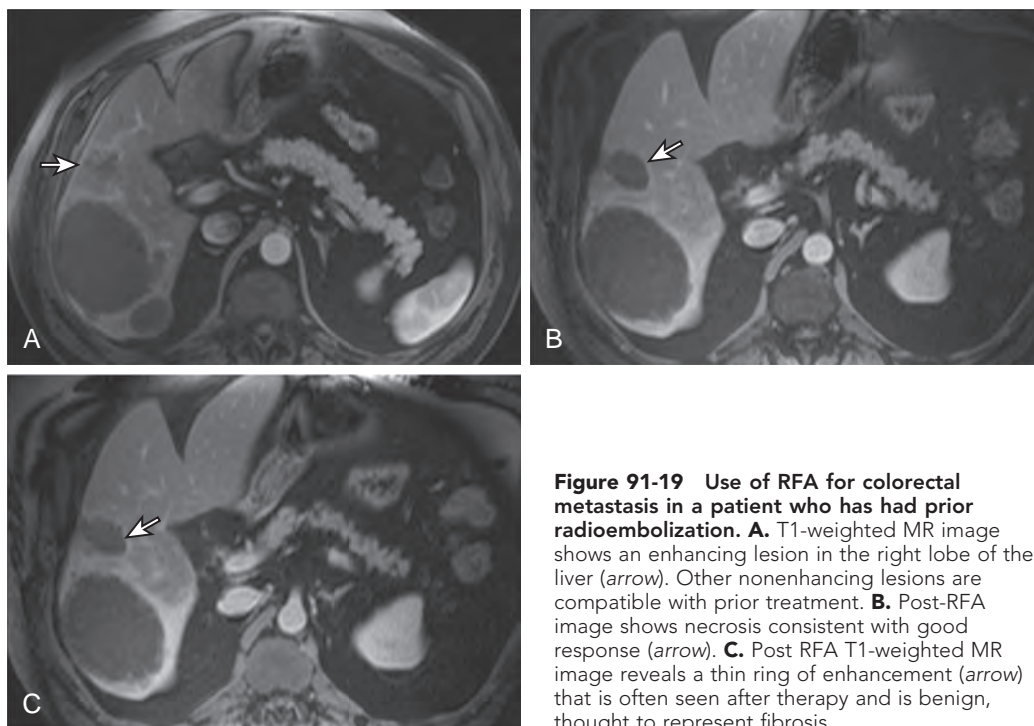 A
B
C
Figure 91-19 Use of RFA for colorectal
metastasis in a patient who has had prior
radioembolization. A. T1-weighted MR image
shows an enhancing lesion in the right lobe of the
liver (arrow). Other nonenhancing lesions are
compatible with prior treatment. B. Post-RFA
image shows necrosis consistent with good
response (arrow). C. Post RFA T1-weighted MR
image reveals a thin ring of enhancement (arrow)
that is often seen after therapy and is benign,
thought to represent fibrosis.